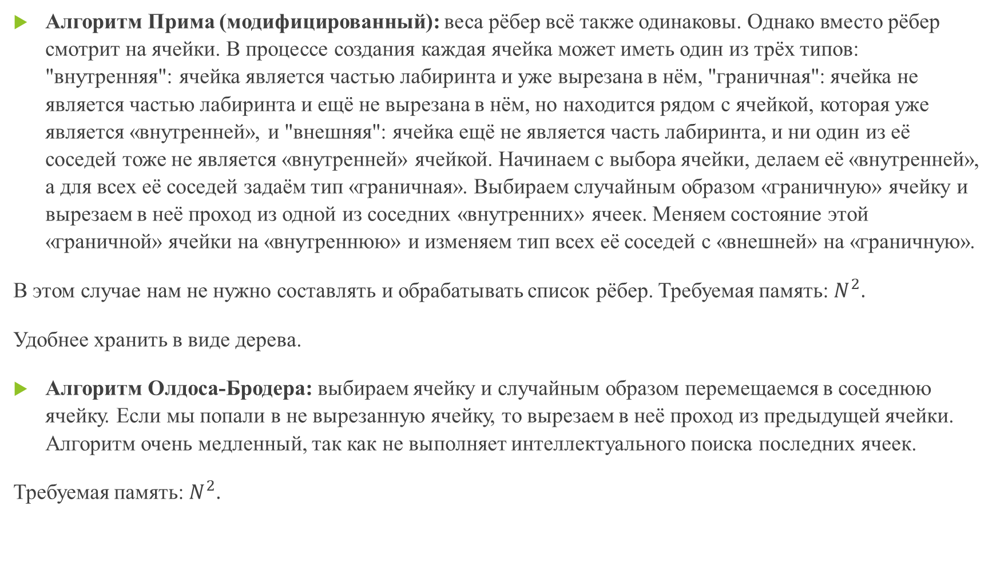 Алгоритм Прима (модифицированный): веса рёбер всё также одинаковы. Однако вместо рёбер
смотрит на ячейки. В процессе создания каждая ячейка может иметь один из трёх типов:
"внутренняя": ячейка является частью лабиринта и уже вырезана в нём, "граничная": ячейка не
является частью лабиринта и ещё не вырезана в нём, но находится рядом с ячейкой, которая уже
является «внутренней», и "внешняя": ячейка ещё не является часть лабиринта, и ни один из её
соседей тоже не является «внутренней» ячейкой. Начинаем с выбора ячейки, делаем её «внутренней»,
а для всех её соседей задаём тип «граничная». Выбираем случайным образом «граничную» ячейку и
вырезаем в неё проход из одной из соседних «внутренних» ячеек. Меняем состояние этой
«граничной» ячейки на «внутреннюю» и изменяем тип всех её соседей с «внешней» на «граничную».
В этом случае нам не нужно составлять и обрабатывать список рёбер. Требуемая память: N².
Удобнее хранить в виде дерева.
Алгоритм Олдоса-Бродера: выбираем ячейку и случайным образом перемещаемся в соседнюю
ячейку. Если мы попали в не вырезанную ячейку, то вырезаем в неё проход из предыдущей ячейки.
Алгоритм очень медленный, так как не выполняет интеллектуального поиска последних ячеек.
Требуемая память: N².